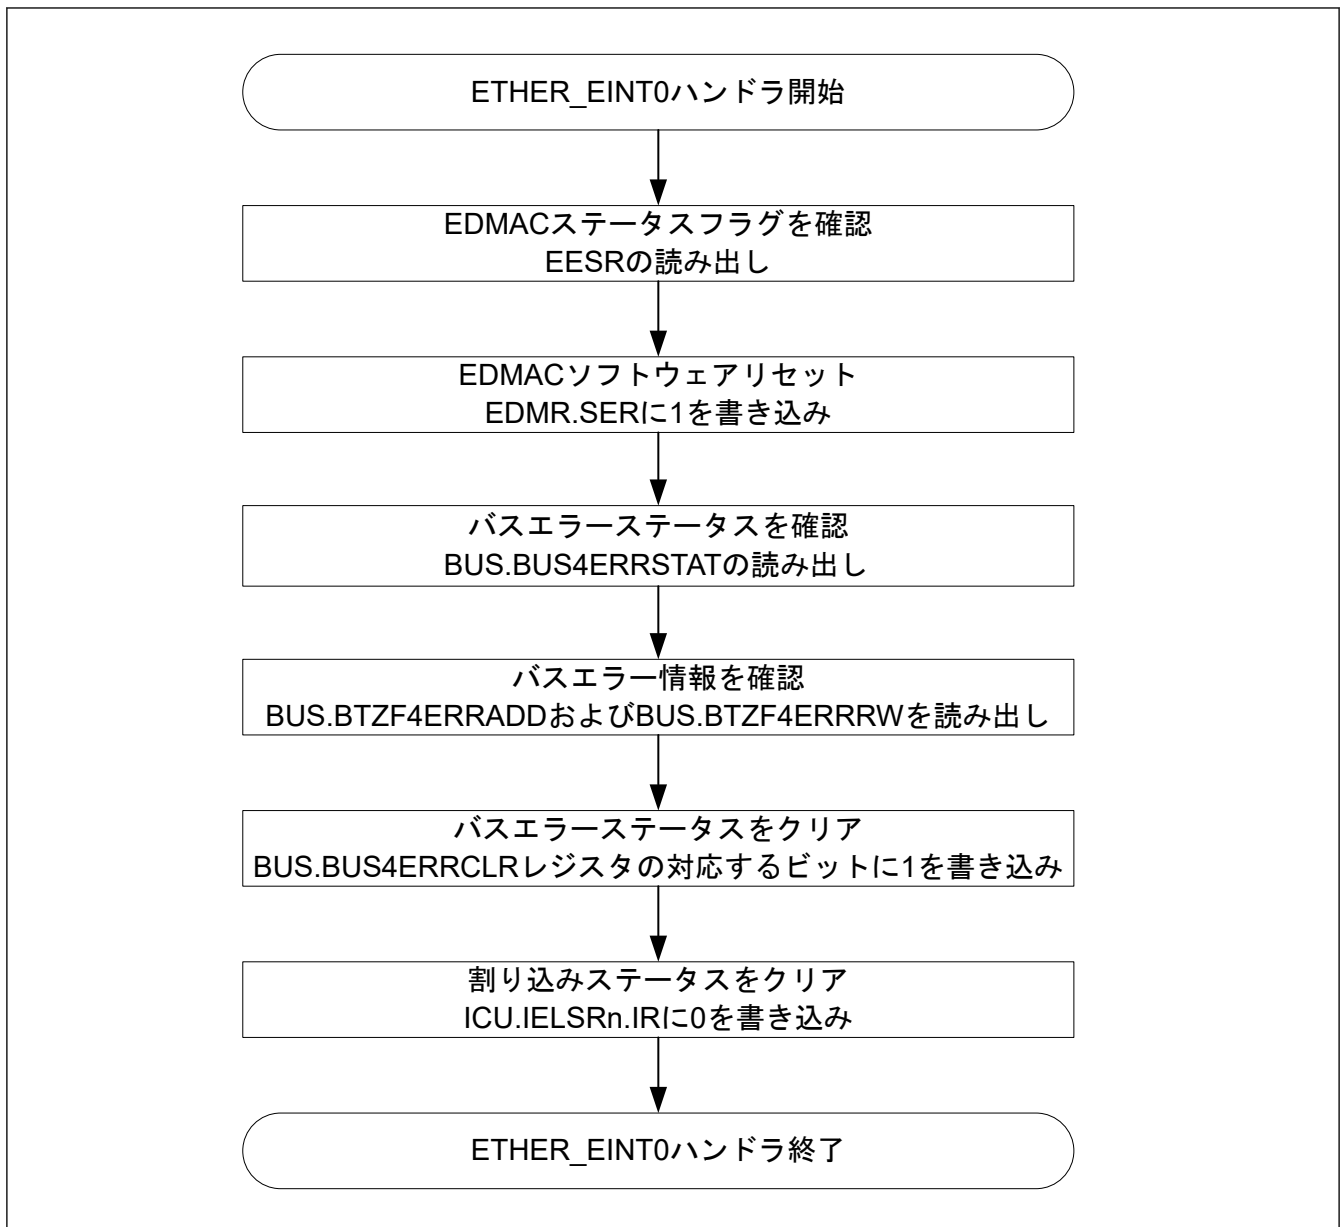 ETHER_EINT0ハンドラ開始
EDMACステータスフラグを確認
EESRの読み出し
EDMACソフトウェアリセット
EDMR.SERに1を書き込み
バスエラーステータスを確認
BUS.BUS4ERRSTATの読み出し
バスエラー情報を確認
BUS.BTZF4ERRADDおよびBUS.BTZF4ERRRWを読み出し
バスエラーステータスをクリア
BUS.BUS4ERRCLRレジスタの対応するビットに1を書き込み
割り込みステータスをクリア
ICU.IELSRn.IRに0を書き込み
ETHER_EINT0ハンドラ終了